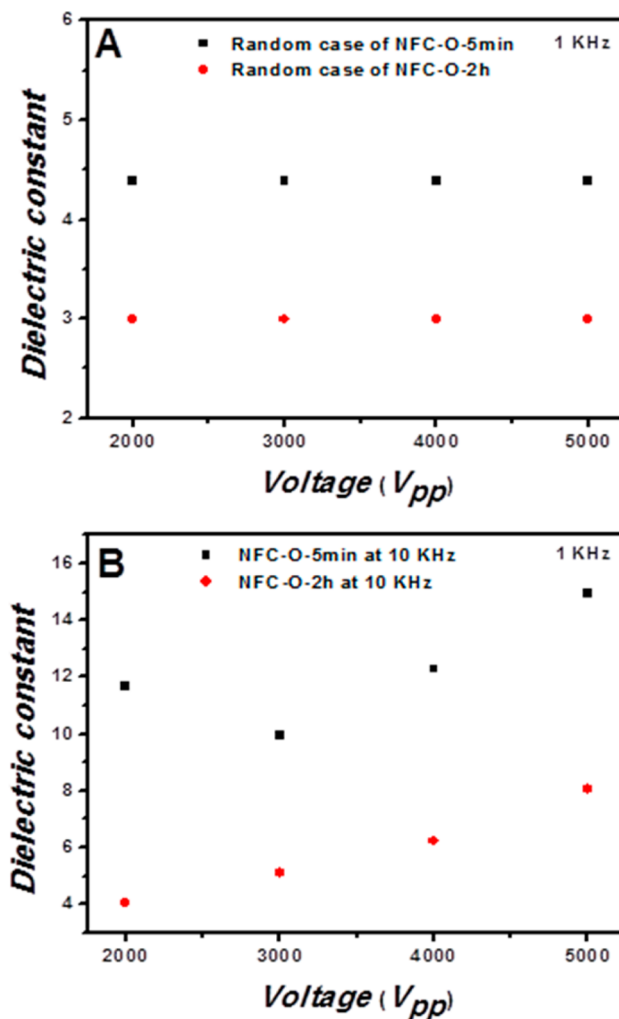 A
Random case of NFC-O-5min
1 KHz
Random case of NFC-O-2h
6
5
4
3
2
Dielectric constant
2000 3000 4000 5000
Voltage (Vpp)
B
NFC-O-5min at 10 KHz
1 KHz
NFC-O-2h at 10 KHz
16
14
12
10
8
6
4
Dielectric constant
2000 3000 4000 5000
Voltage (Vpp)